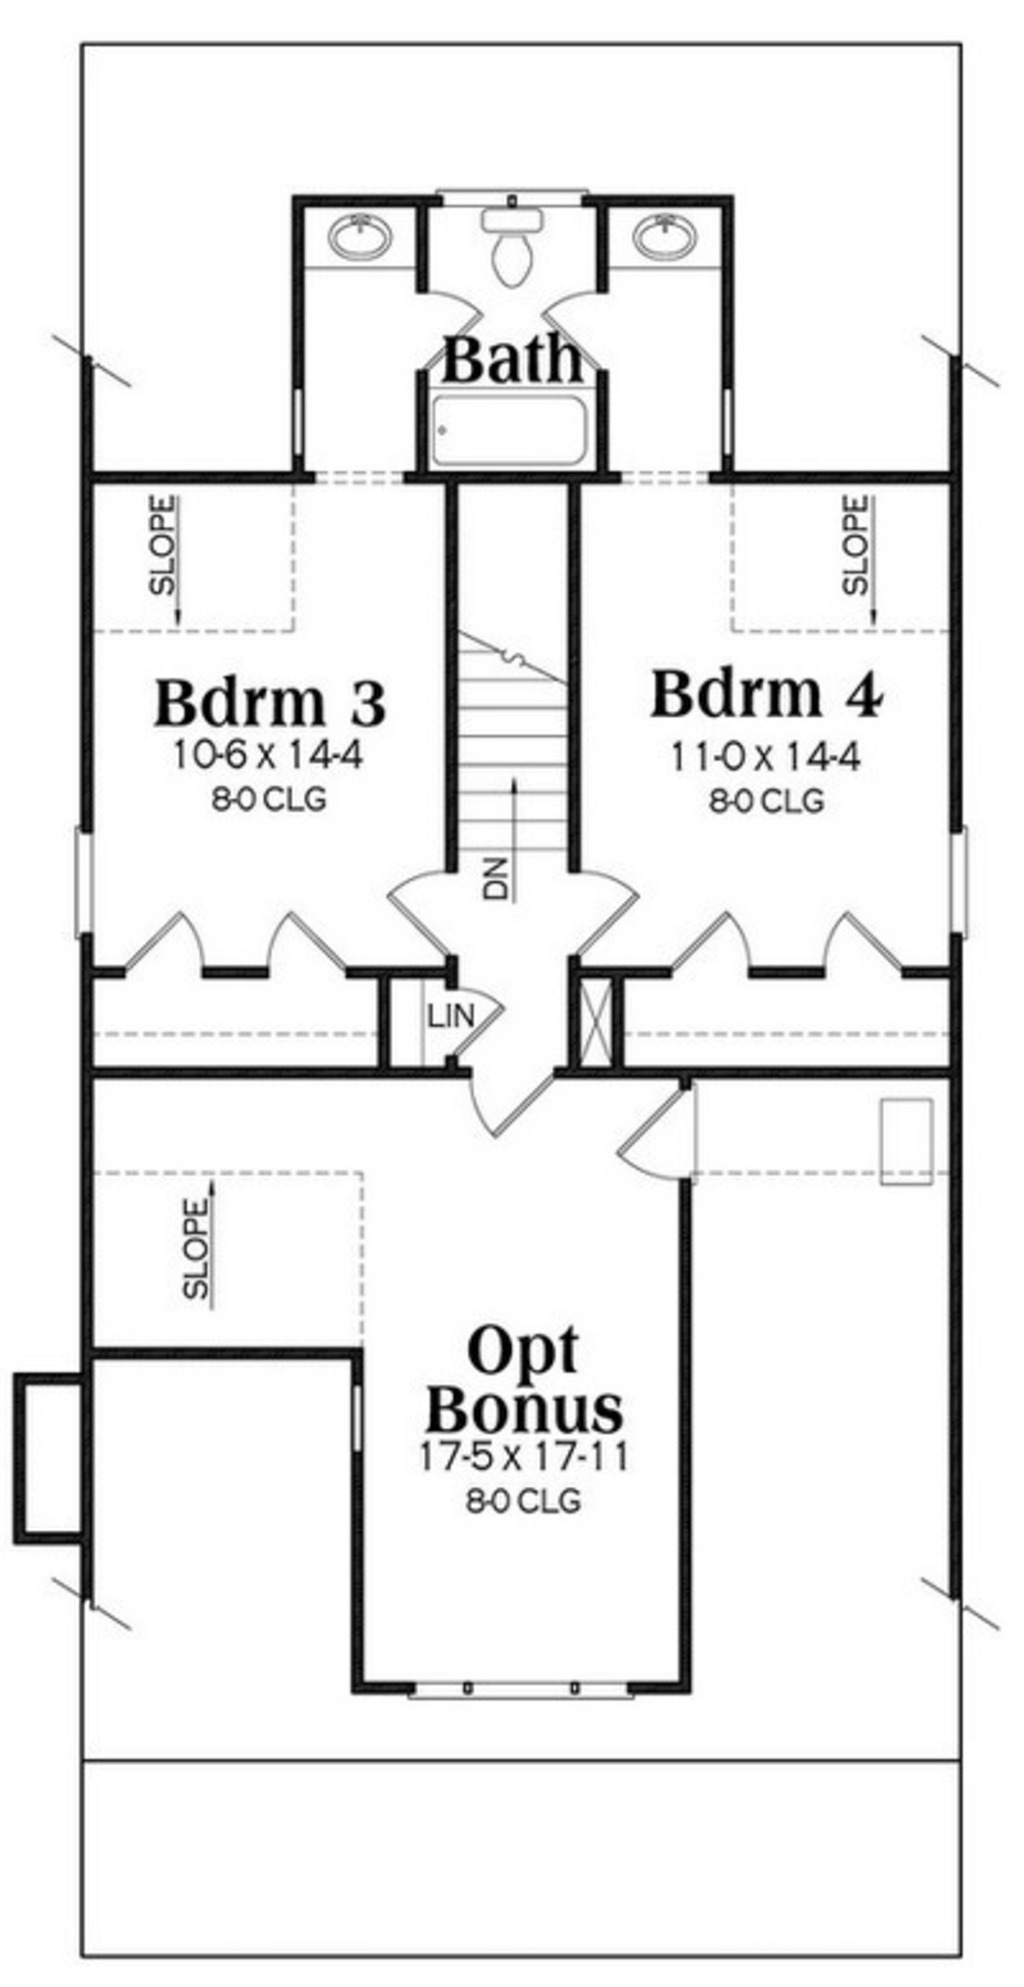 Bath
SLOPE
SLOPE
Bdrm 3
10-6 X 14-4
8-0 CLG
Bdrm 4
11-0 X 14-4
8-0 CLG
DN
LIN
SLOPE
Opt
Bonus
17-5 X 17-11
8-0 CLG